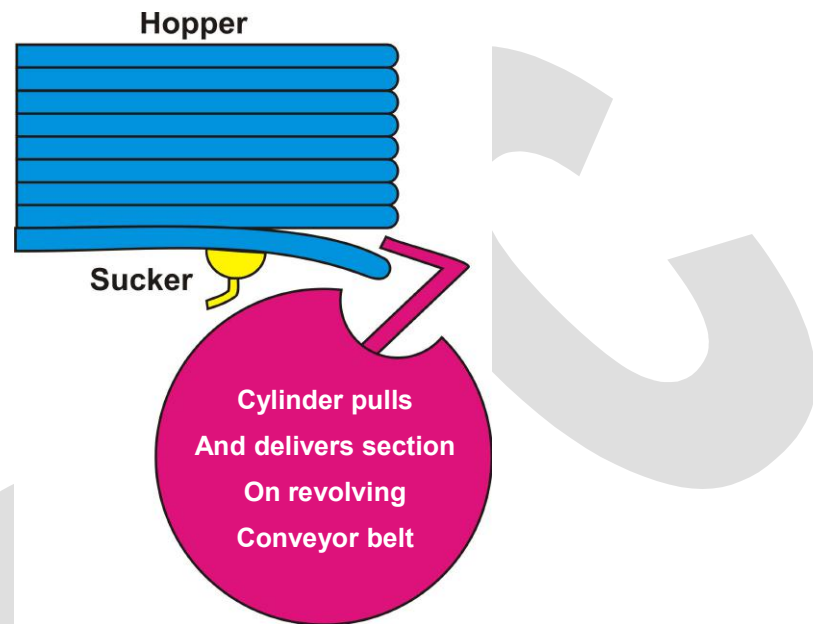 Hopper
Sucker
Cylinder pulls
And delivers section
On revolving
Conveyor belt